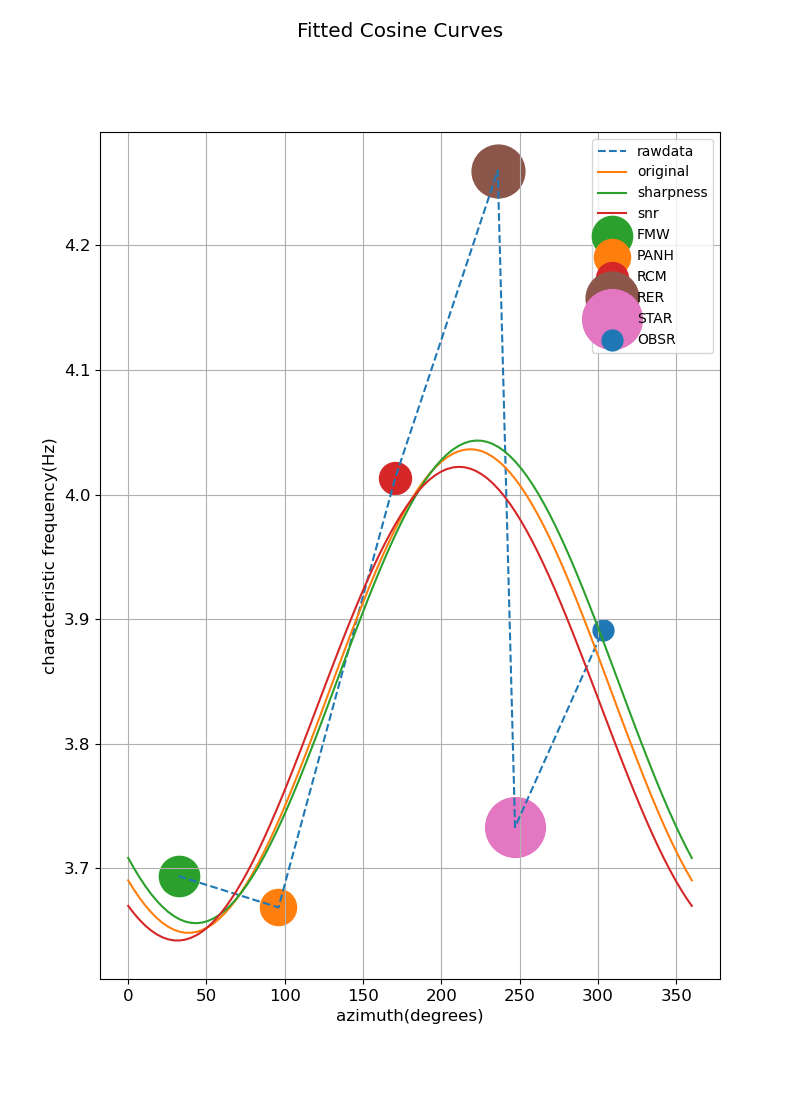 Fitted Cosine Curves
rawdata
original
sharpness
snr
FMW
PANH
RCM
RER
STAR
OBSR
4.2
4.1
4.0
3.9
3.8
3.7
characteristic frequency(Hz)
0 50 100 150 200 250 300 350
azimuth(degrees)